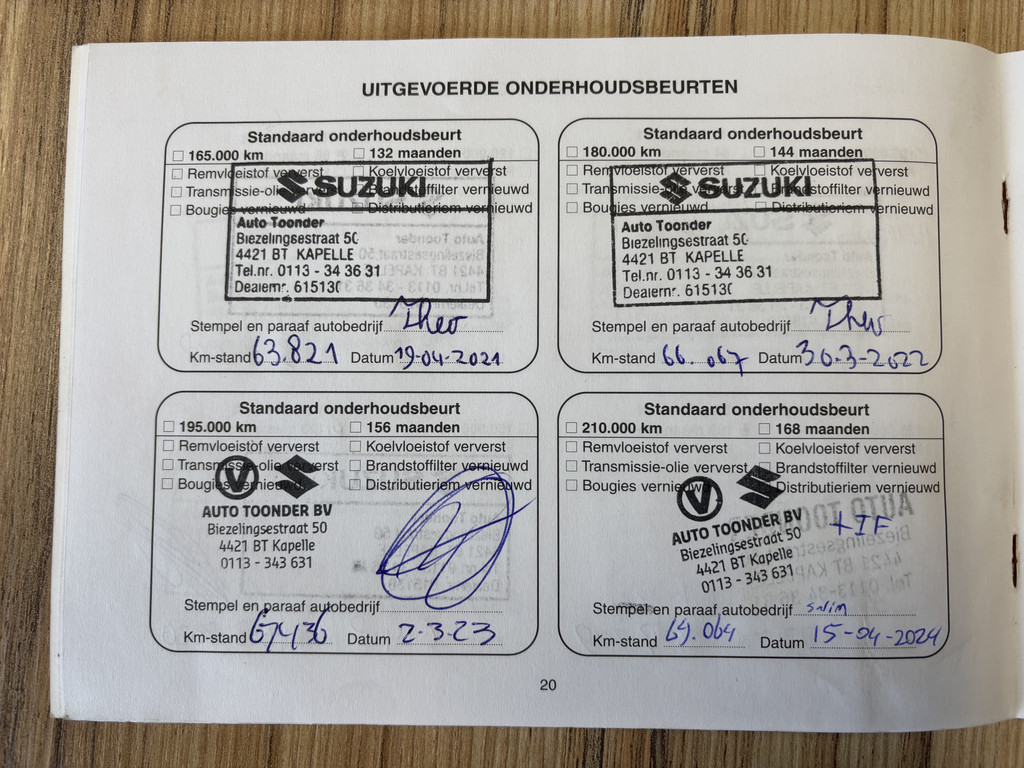 UITGEVOERDE ONDERHOUDSBEURTEN
Standaard onderhoudsbeurt
165.000 km 132 maanden
Remvloeistof ververst Koelvloeistof ververst
Transmissie-olie ververst Brandstoffilter vernieuwd
Bougies vernieuwd Distributieriem vernieuwd
SUZUKI
Auto Toonder
Biezelingsestraat 50
4421 BT KAPELLE
Tel.nr. 0113 - 34 36 31
Dealernr. 615130
Stempel en paraaf autobedrijf Theo
Km-stand 63.821 Datum 19-04-2021
Standaard onderhoudsbeurt
180.000 km 144 maanden
Remvloeistof ververst Koelvloeistof ververst
Transmissie-olie ververst Brandstoffilter vernieuwd
Bougies vernieuwd Distributieriem vernieuwd
SUZUKI
Auto Toonder
Biezelingsestraat 50
4421 BT KAPELLE
Tel.nr. 0113 - 34 36 31
Dealernr. 615130
Stempel en paraaf autobedrijf Theo
Km-stand 66.067 Datum 30-3-2022
Standaard onderhoudsbeurt
195.000 km 156 maanden
Remvloeistof ververst Koelvloeistof ververst
Transmissie-olie ververst Brandstoffilter vernieuwd
Bougies vernieuwd Distributieriem vernieuwd
AUTO TOONDER BV
Biezelingsestraat 50
4421 BT Kapelle
0113 - 343 631
Stempel en paraaf autobedrijf
Km-stand 67436 Datum 2-3-23
Standaard onderhoudsbeurt
210.000 km 168 maanden
Remvloeistof ververst Koelvloeistof ververst
Transmissie-olie ververst Brandstoffilter vernieuwd
Bougies vernieuwd Distributieriem vernieuwd
AUTO TOONDER BV
Biezelingsestraat 50
4421 BT Kapelle
0113 - 343 631
+ IF
Stempel en paraaf autobedrijf salim
Km-stand 69.064 Datum 15-04-2024
20